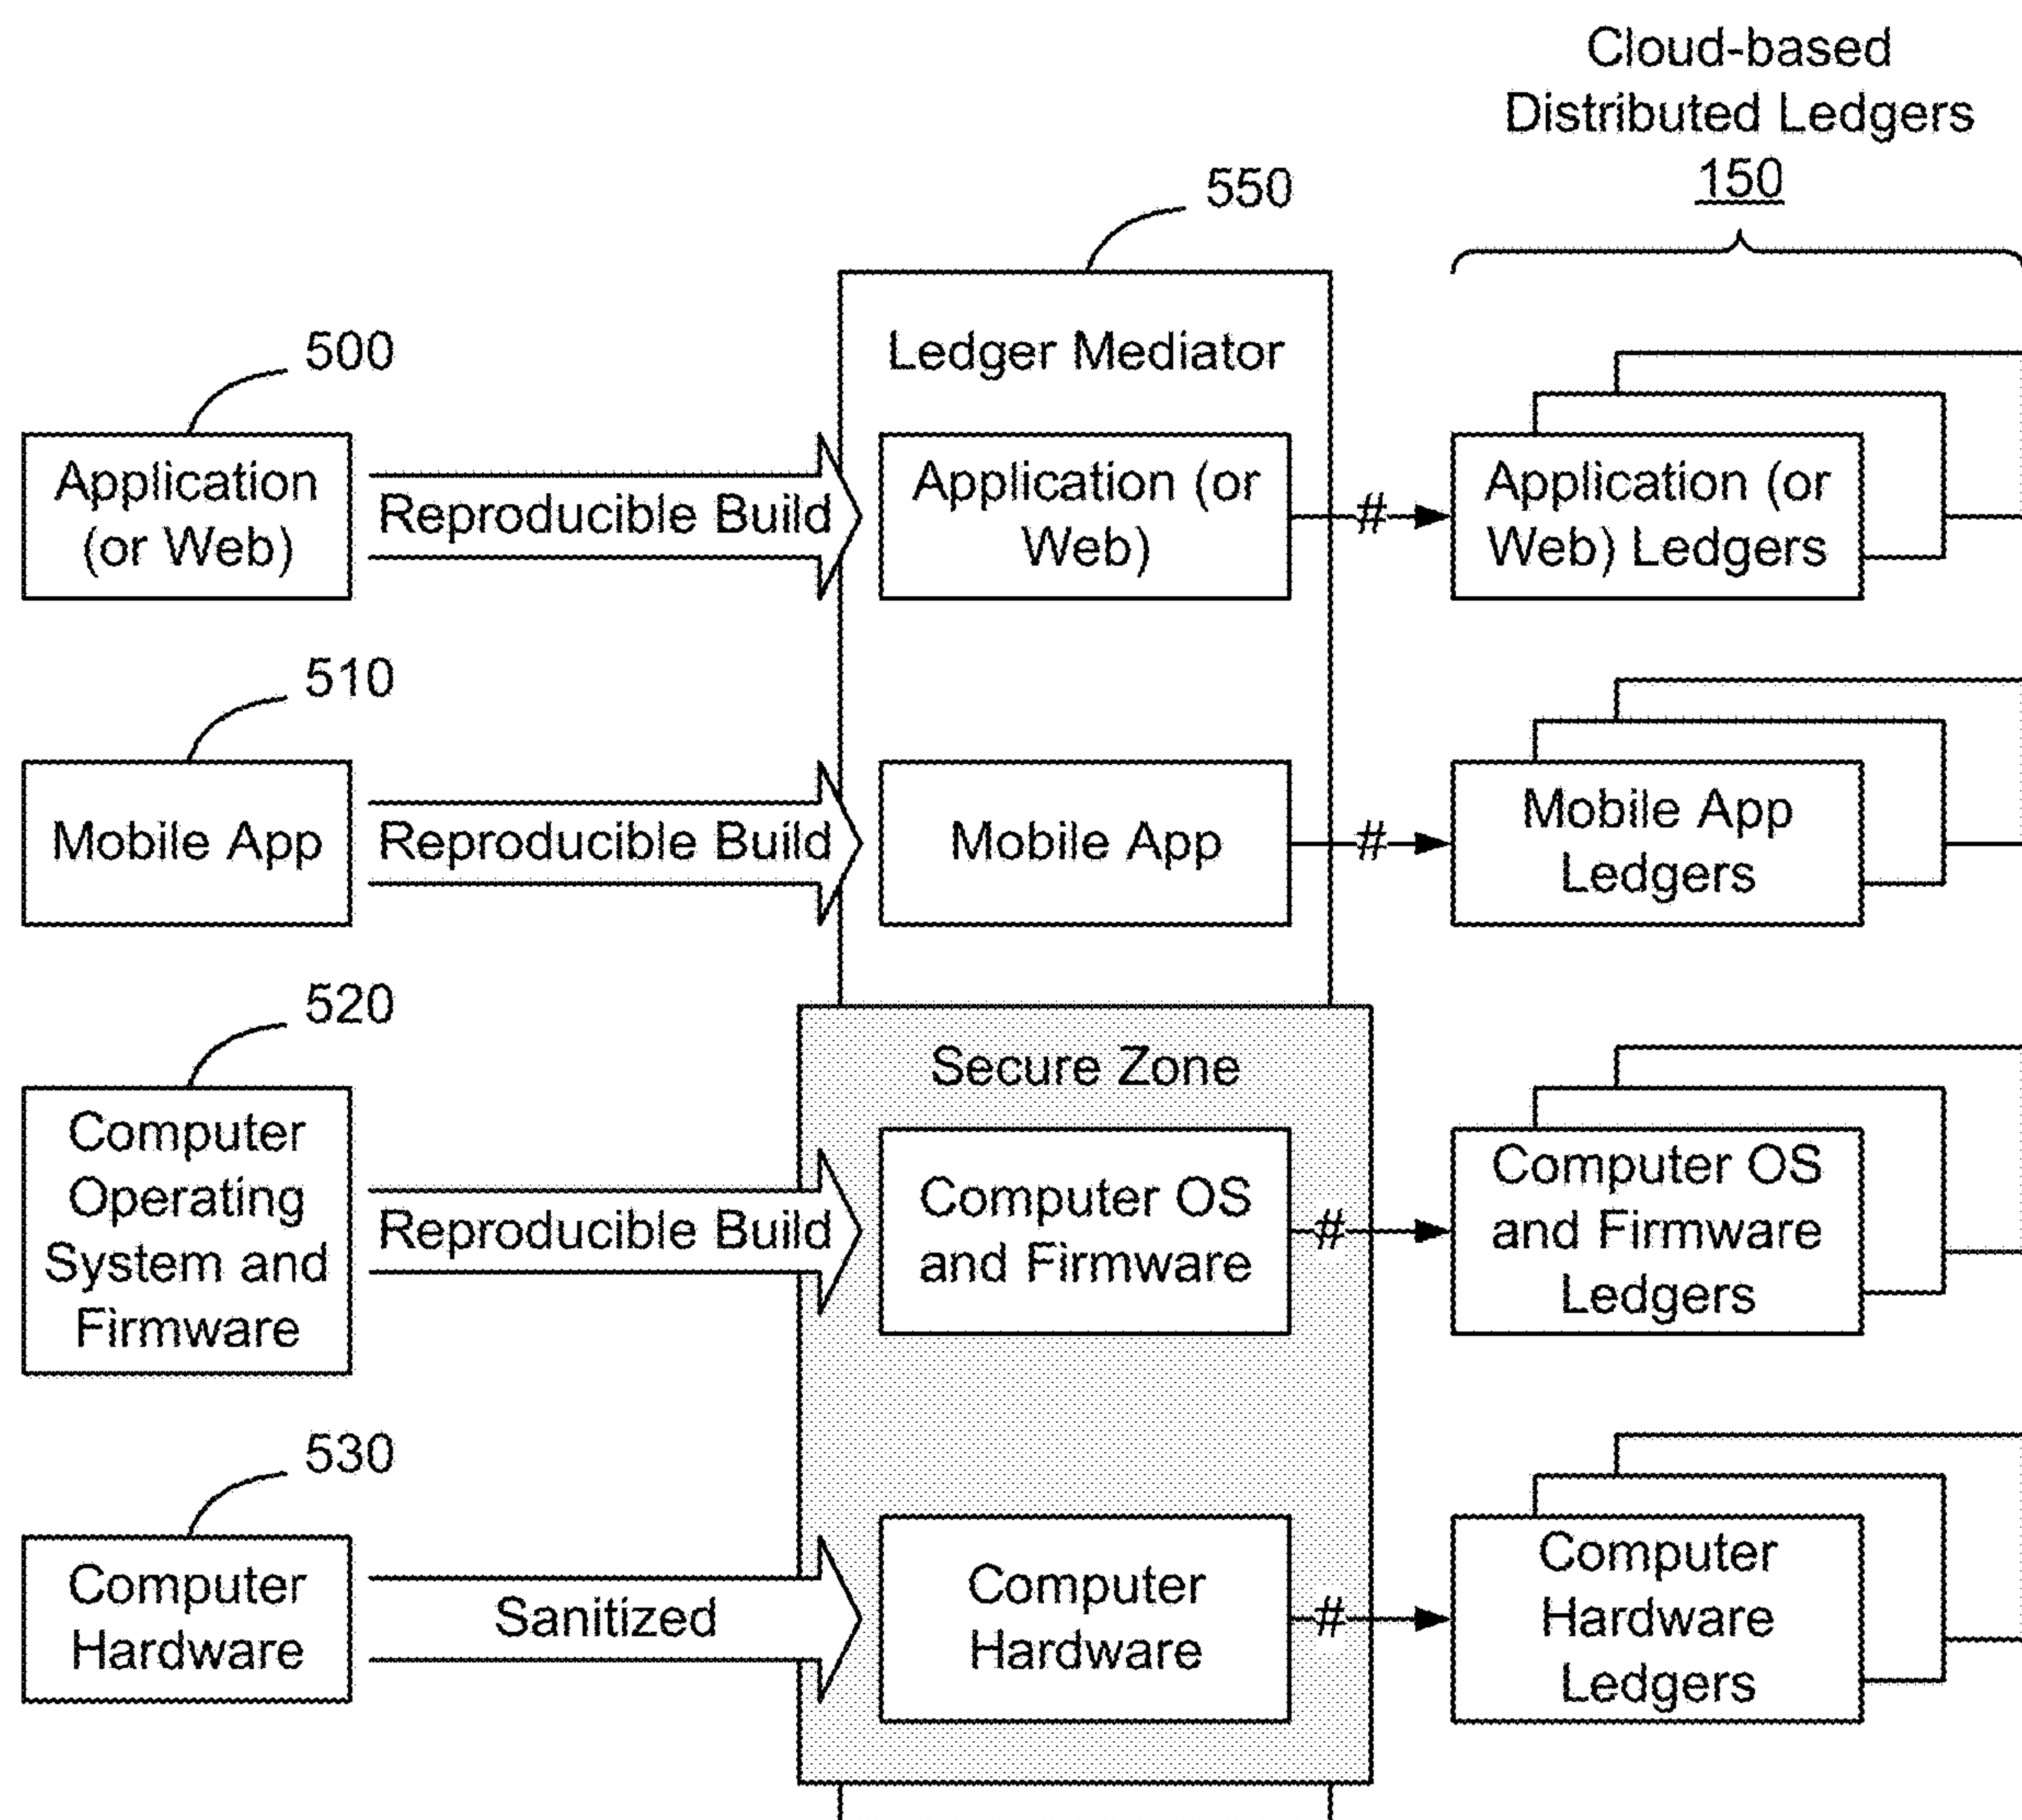 Cloud-based
Distributed Ledgers
150
550
Ledger Mediator
500
Application
(or Web)
Reproducible Build
Application (or
Web)
#
Application (or
Web) Ledgers
510
Mobile App
Reproducible Build
Mobile App
#
Mobile App
Ledgers
520
Secure Zone
Computer
Operating
System and
Firmware
Reproducible Build
Computer OS
and Firmware
#
Computer OS
and Firmware
Ledgers
530
Computer
Hardware
Sanitized
Computer
Hardware
#
Computer
Hardware
Ledgers